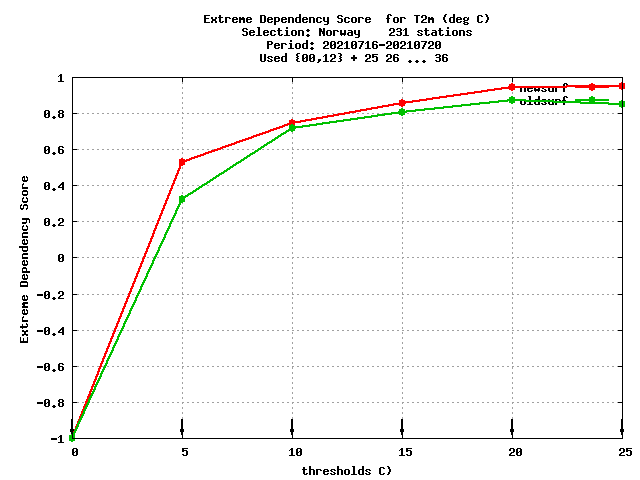 Extreme Dependency Score  for T2m (deg C)
Selection: Norway    231 stations
Period: 20210716-20210720
Used {00,12} + 25 26 ... 36
1
0.8
0.6
0.4
0.2
0
-0.2
-0.4
-0.6
-0.8
-1
Extreme Dependency Score
newsurf
oldsurf
0 5 10 15 20 25
thresholds C)